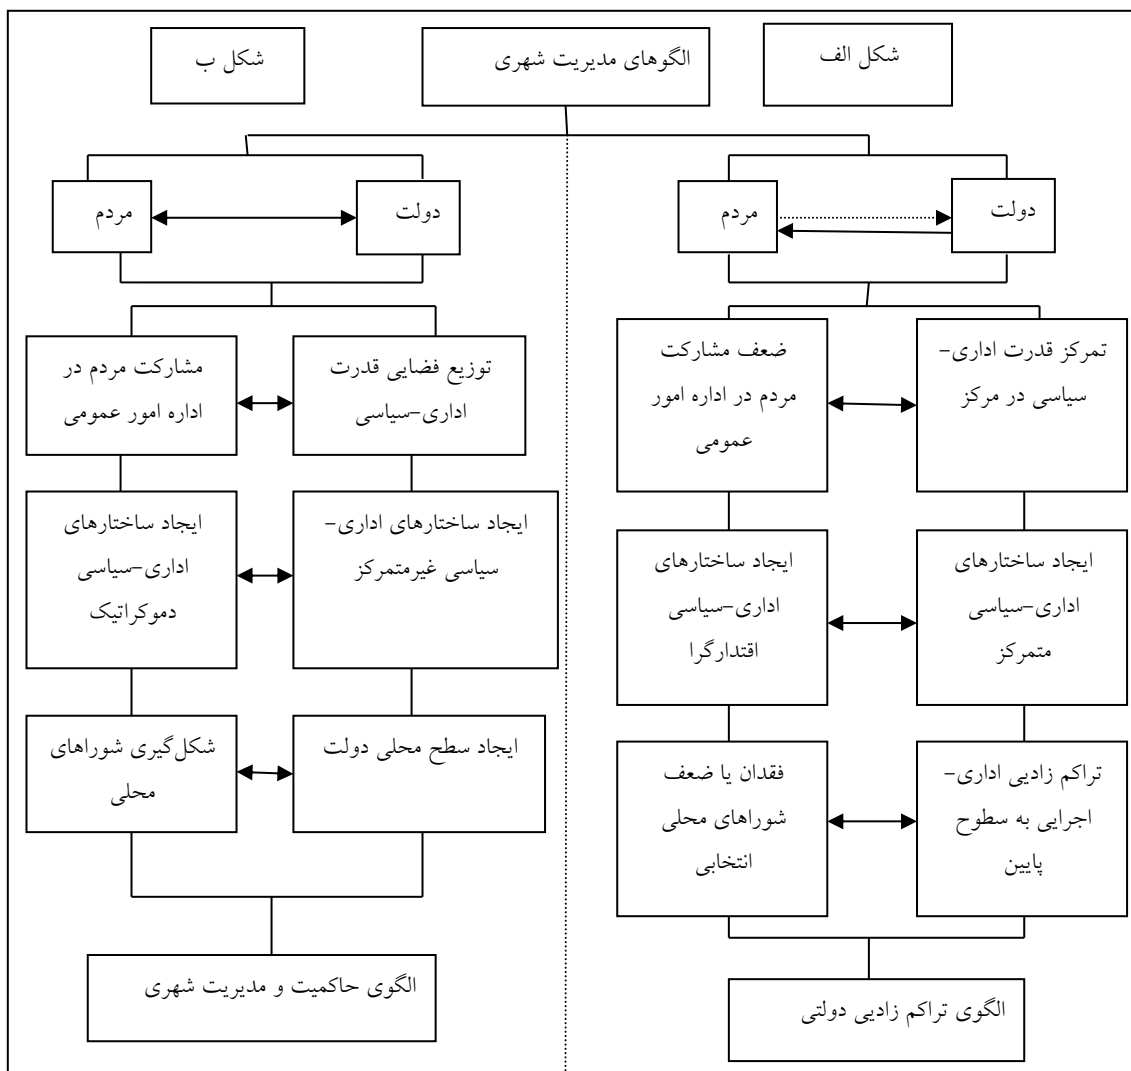 شکل الف
الگوهای مدیریت شهری
شکل ب
دولت
مردم
تمرکز قدرت اداری-
سیاسی در مرکز
ضعف مشارکت
مردم در اداره امور
عمومی
ایجاد ساختارهای
اداری-سیاسی
متمرکز
ایجاد ساختارهای
اداری-سیاسی
اقتدارگرا
تراکم زادیی اداری-
اجرایی به سطوح
پایین
فقدان یا ضعف
شوراهای محلی
انتخابی
الگوی تراکم زادیی دولتی
دولت
مردم
توزیع فضایی قدرت
اداری-سیاسی
مشارکت مردم در
اداره امور عمومی
ایجاد ساختارهای اداری-
سیاسی غیرمتمرکز
ایجاد ساختارهای
اداری-سیاسی
دموکراتیک
ایجاد سطح محلی دولت
شکل‌گیری شوراهای
محلی
الگوی حاکمیت و مدیریت شهری